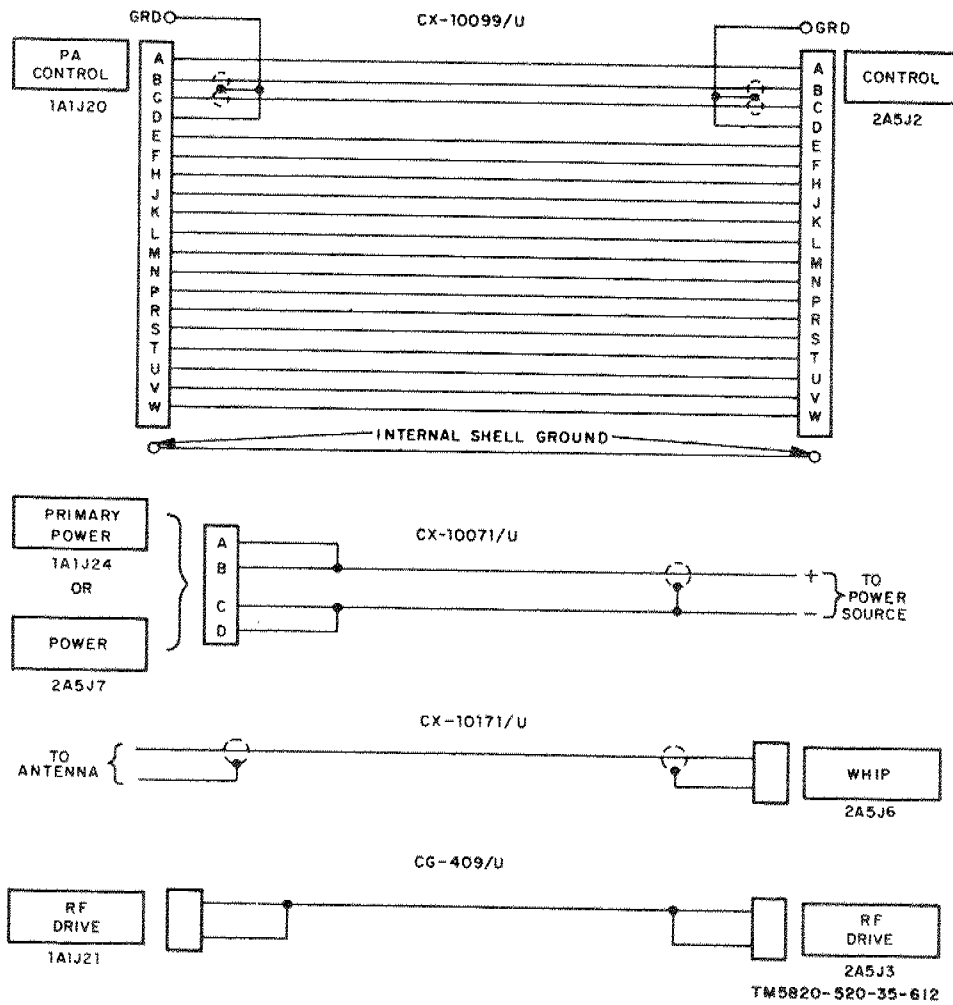 CX-10099/U
GRD
GRD
PA
CONTROL
1A1J20
A
B
C
D
E
F
H
J
K
L
M
N
P
R
S
T
U
V
W
A
B
C
D
E
F
H
J
K
L
M
N
P
R
S
T
U
V
W
CONTROL
2A5J2
INTERNAL SHELL GROUND
CX-10071/U
PRIMARY
POWER
1A1J24
OR
POWER
2A5J7
A
B
C
D
+
−
TO
POWER
SOURCE
CX-10171/U
TO
ANTENNA
WHIP
2A5J6
CG-409/U
RF
DRIVE
1A1J21
RF
DRIVE
2A5J3
TM5820-520-35-612